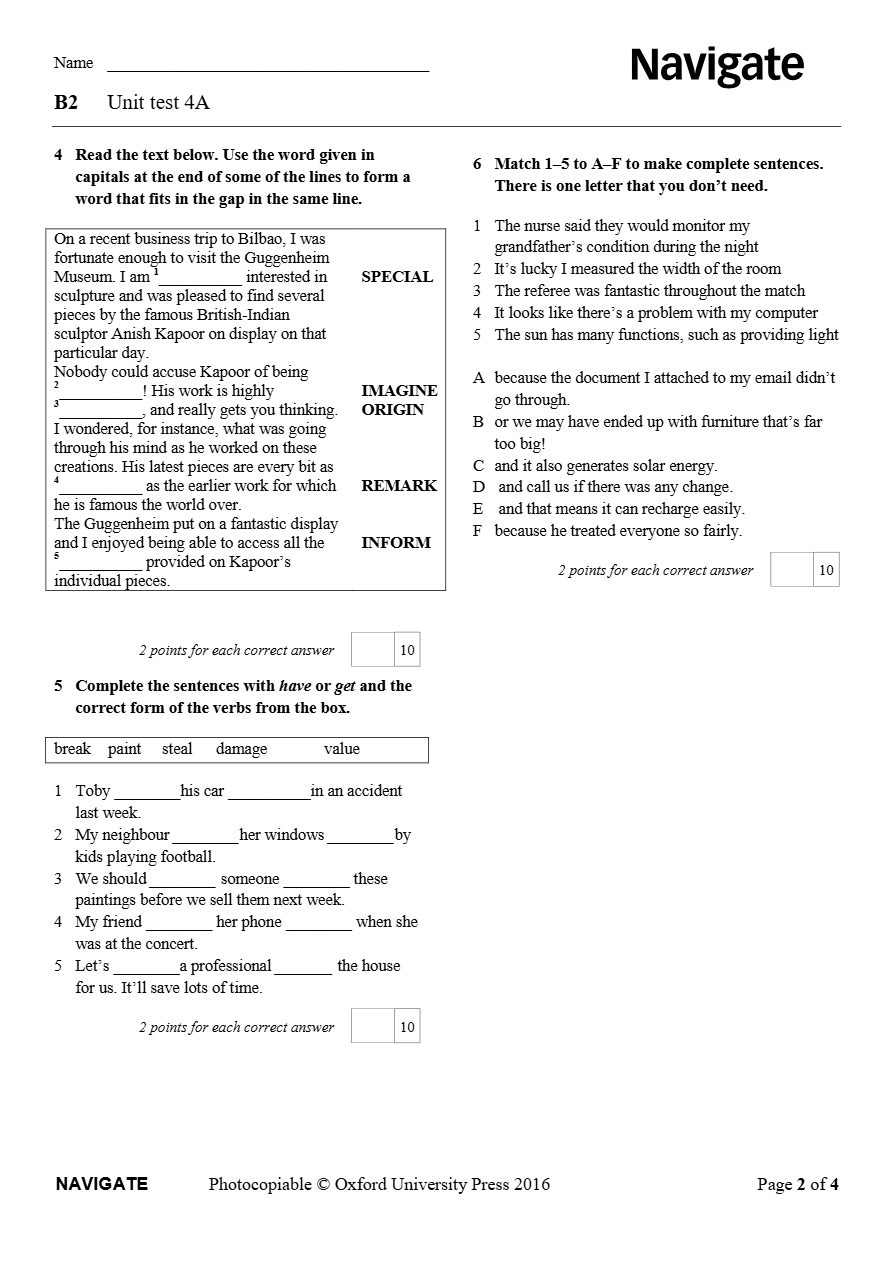 Name ______________________________________
Navigate
B2 Unit test 4A
4 Read the text below. Use the word given in
capitals at the end of some of the lines to form a
word that fits in the gap in the same line.
On a recent business trip to Bilbao, I was
fortunate enough to visit the Guggenheim
Museum. I am 1__________ interested in SPECIAL
sculpture and was pleased to find several
pieces by the famous British-Indian
sculptor Anish Kapoor on display on that
particular day.
Nobody could accuse Kapoor of being
2__________! His work is highly IMAGINE
3__________, and really gets you thinking. ORIGIN
I wondered, for instance, what was going
through his mind as he worked on these
creations. His latest pieces are every bit as
4__________ as the earlier work for which REMARK
he is famous the world over.
The Guggenheim put on a fantastic display
and I enjoyed being able to access all the INFORM
5__________ provided on Kapoor's
individual pieces.
2 points for each correct answer 10
5 Complete the sentences with have or get and the
correct form of the verbs from the box.
break paint steal damage value
1 Toby ________his car __________in an accident
last week.
2 My neighbour ________her windows ________by
kids playing football.
3 We should ________ someone ________ these
paintings before we sell them next week.
4 My friend ________ her phone ________ when she
was at the concert.
5 Let's ________a professional _______ the house
for us. It'll save lots of time.
2 points for each correct answer 10
6 Match 1–5 to A–F to make complete sentences.
There is one letter that you don't need.
1 The nurse said they would monitor my
grandfather's condition during the night
2 It's lucky I measured the width of the room
3 The referee was fantastic throughout the match
4 It looks like there's a problem with my computer
5 The sun has many functions, such as providing light
A because the document I attached to my email didn't
go through.
B or we may have ended up with furniture that's far
too big!
C and it also generates solar energy.
D and call us if there was any change.
E and that means it can recharge easily.
F because he treated everyone so fairly.
2 points for each correct answer 10
NAVIGATE Photocopiable © Oxford University Press 2016 Page 2 of 4